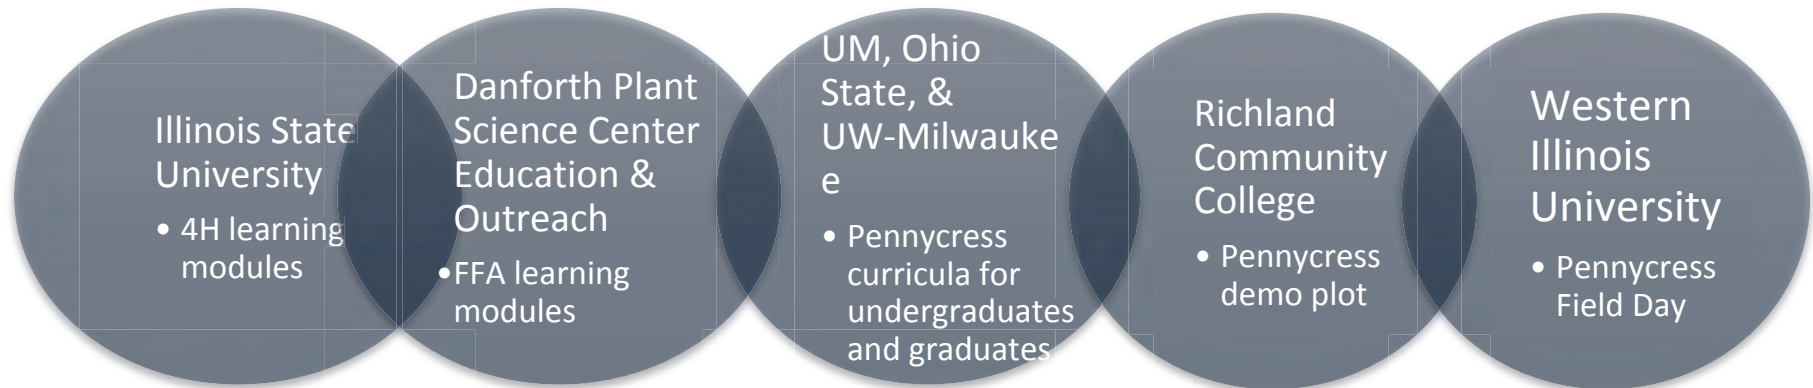 Illinois State
University
• 4H learning
modules
Danforth Plant
Science Center
Education &
Outreach
•FFA learning
modules
UM, Ohio
State, &
UW-Milwauke
e
• Pennycress
curricula for
undergraduates
and graduates
Richland
Community
College
• Pennycress
demo plot
Western
Illinois
University
• Pennycress
Field Day